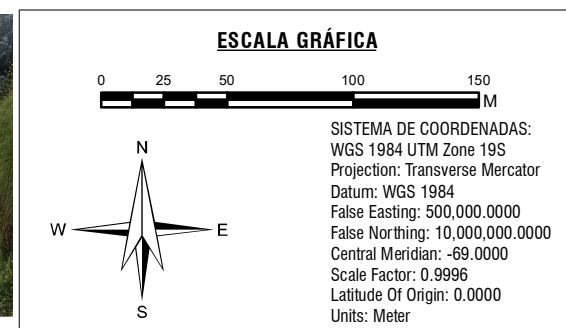 ESCALA GRÁFICA
0 25 50 100 150
M
N
W E
S
SISTEMA DE COORDENADAS:
WGS 1984 UTM Zone 19S
Projection: Transverse Mercator
Datum: WGS 1984
False Easting: 500,000.0000
False Northing: 10,000,000.0000
Central Meridian: -69.0000
Scale Factor: 0.9996
Latitude Of Origin: 0.0000
Units: Meter